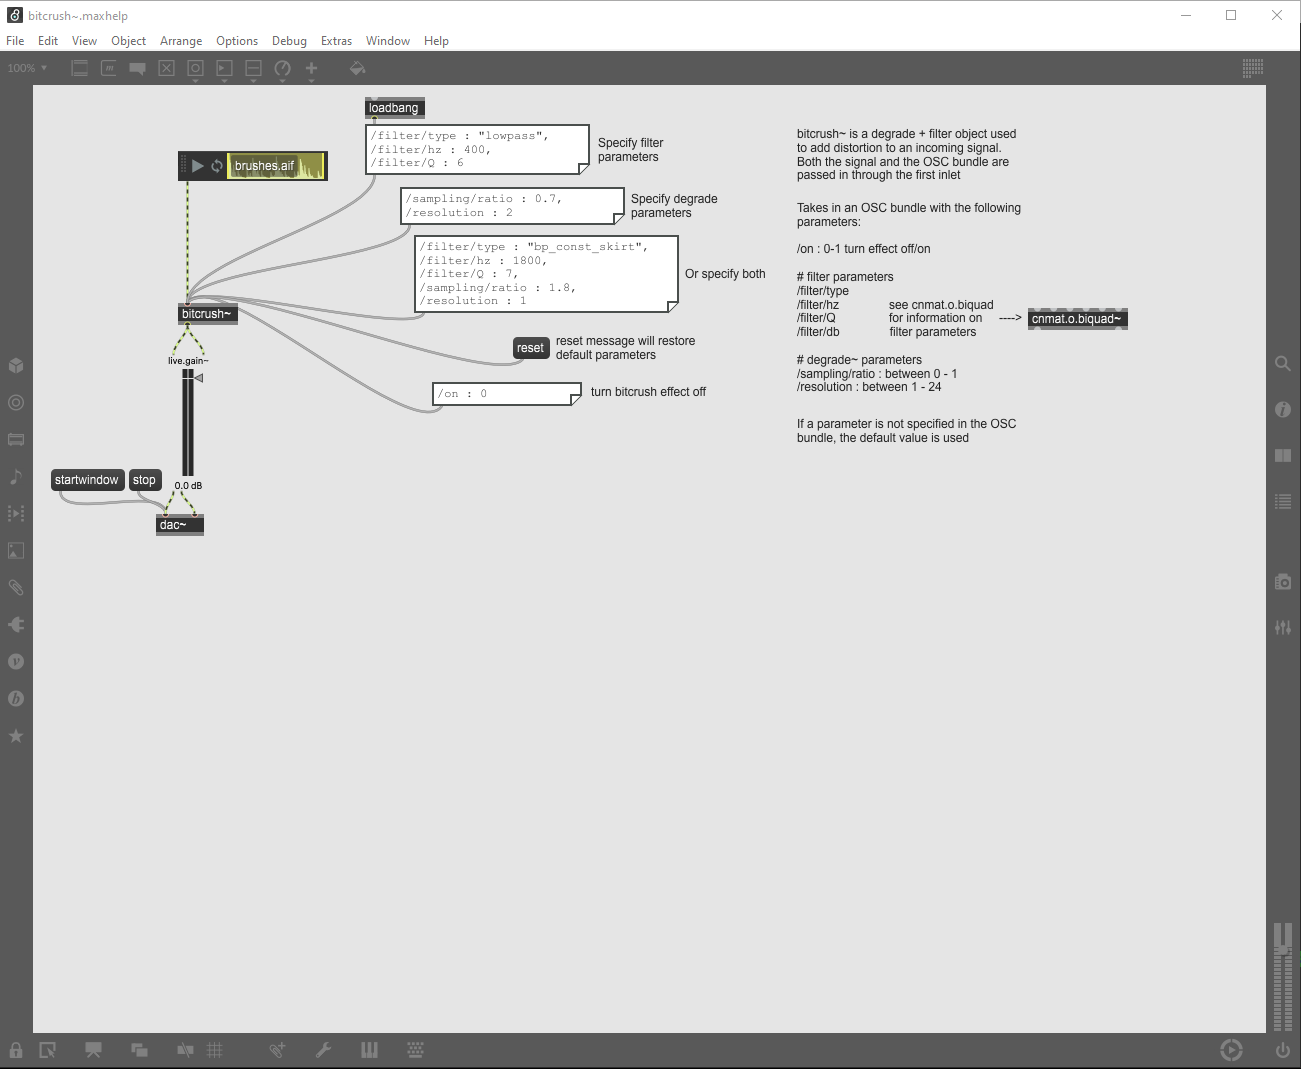 bitcrush~.maxhelp
File Edit View Object Arrange Options Debug Extras Window Help
100%
loadbang
/filter/type : "lowpass",
/filter/hz : 400,
/filter/Q : 6
Specify filter
parameters
brushes.aif
/sampling/ratio : 0.7,
/resolution : 2
Specify degrade
parameters
/filter/type : "bp_const_skirt",
/filter/hz : 1800,
/filter/Q : 7,
/sampling/ratio : 1.8,
/resolution : 1
Or specify both
bitcrush~
reset
reset message will restore
default parameters
live.gain~
/on : 0
turn bitcrush effect off
startwindow
stop
0.0 dB
dac~
bitcrush~ is a degrade + filter object used
to add distortion to an incoming signal.
Both the signal and the OSC bundle are
passed in through the first inlet
Takes in an OSC bundle with the following
parameters:
/on : 0-1 turn effect off/on
# filter parameters
/filter/type
/filter/hz see cnmat.o.biquad
/filter/Q for information on ----> cnmat.o.biquad~
/filter/db filter parameters
# degrade~ parameters
/sampling/ratio : between 0 - 1
/resolution : between 1 - 24
If a parameter is not specified in the OSC
bundle, the default value is used